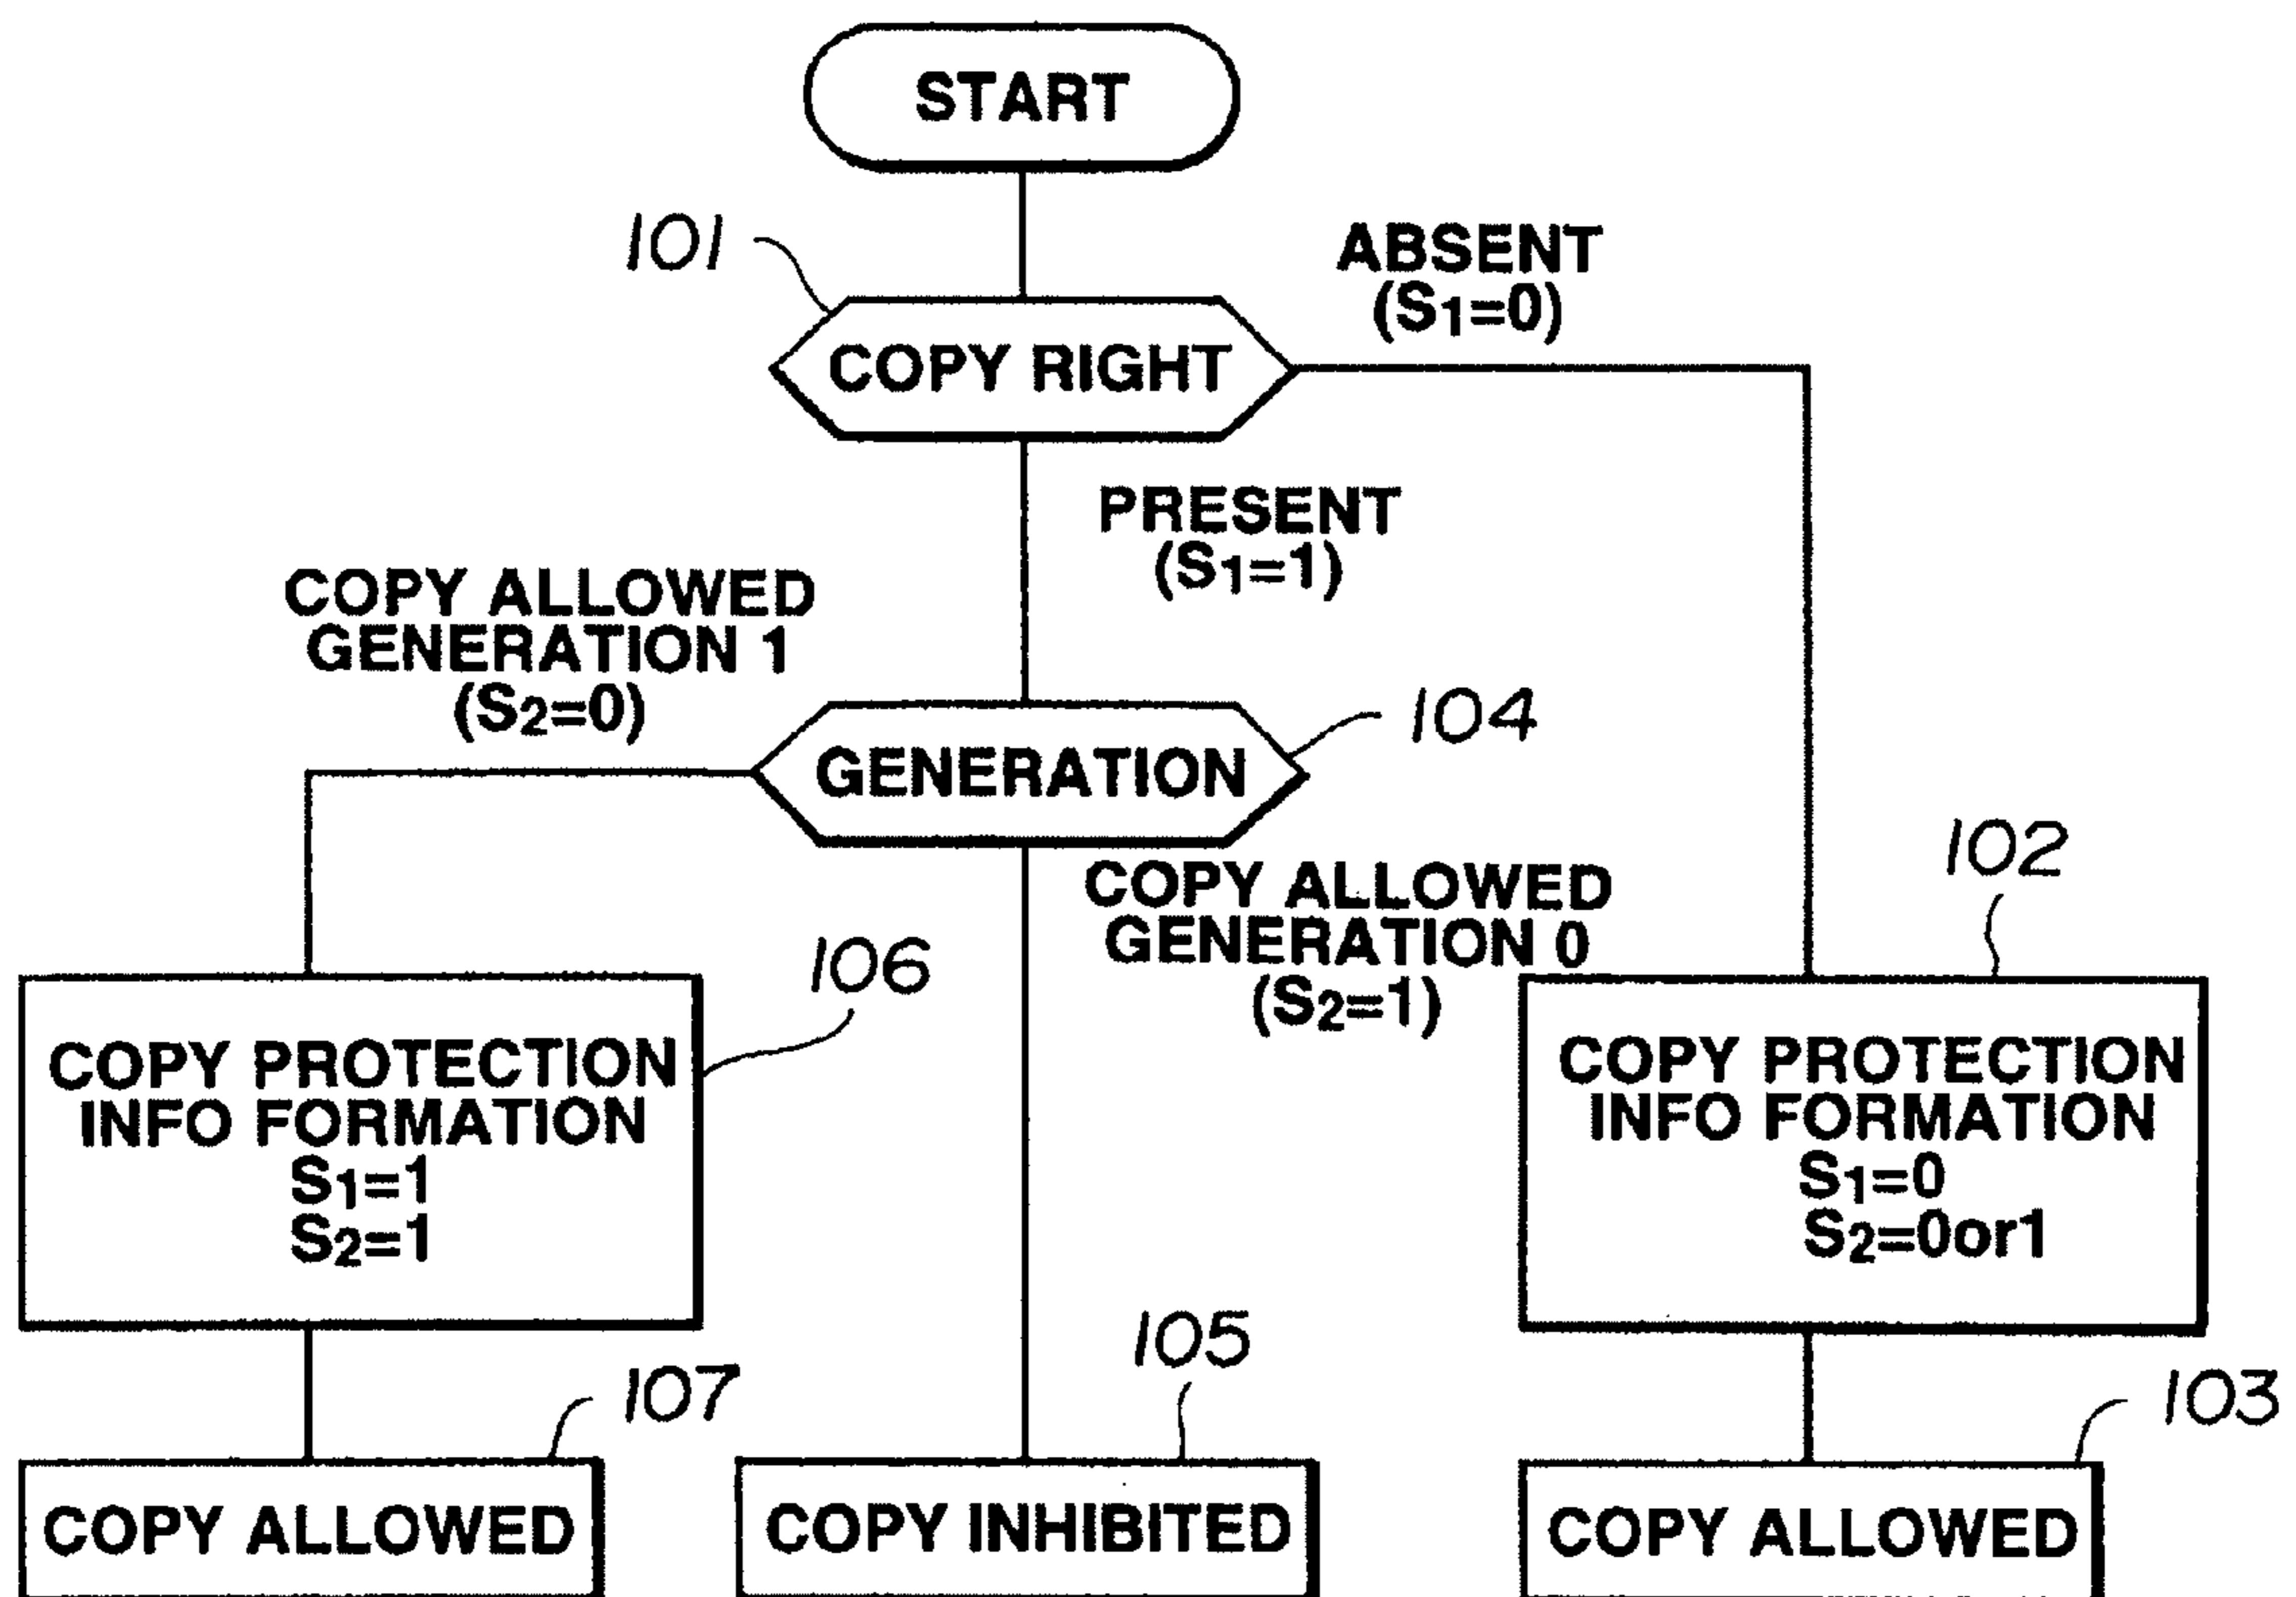 START
101
ABSENT
(S1=0)
COPY RIGHT
PRESENT
(S1=1)
COPY ALLOWED
GENERATION 1
(S2=0)
104
GENERATION
COPY ALLOWED
GENERATION 0
(S2=1)
102
106
COPY PROTECTION
INFO FORMATION
S1=1
S2=1
COPY PROTECTION
INFO FORMATION
S1=0
S2=0or1
107
105
103
COPY ALLOWED
COPY INHIBITED
COPY ALLOWED